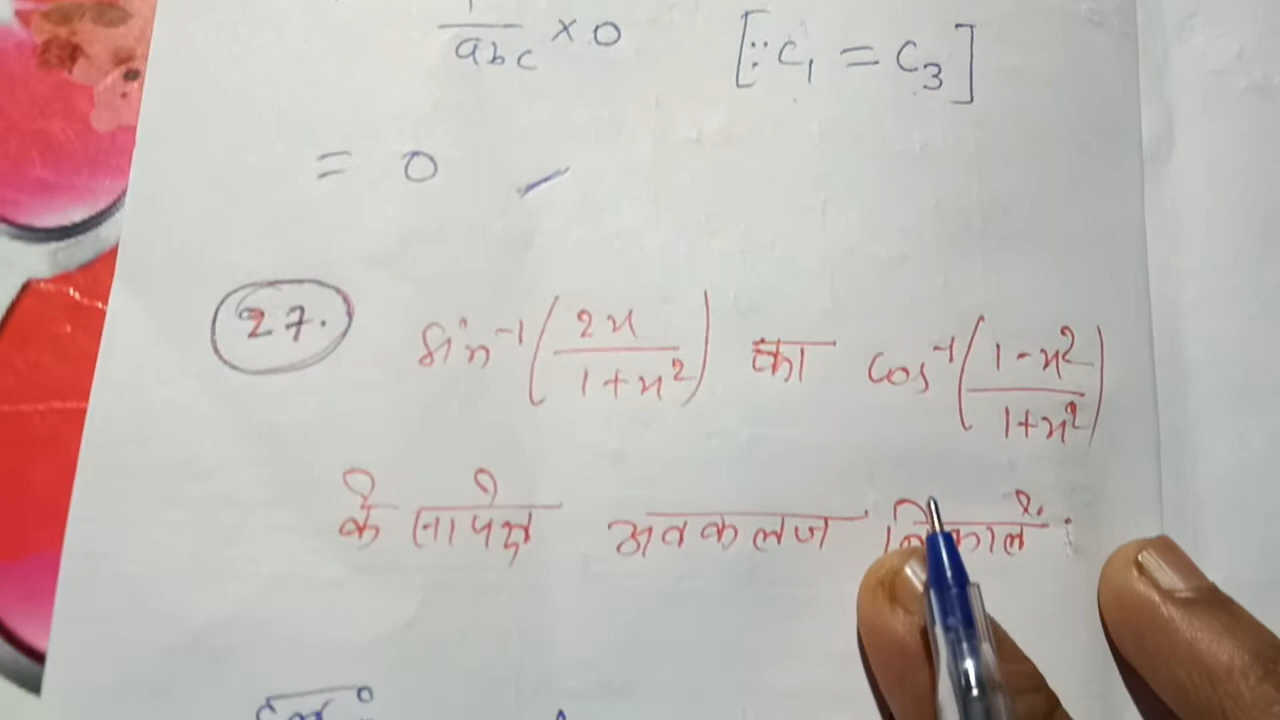 1/abc × 0 [∵ C₁ = C₃]
= 0
27. sin⁻¹(2x/1+x²) का cos⁻¹(1-x²/1+x²)
के सापेक्ष अवकलज निकालें :